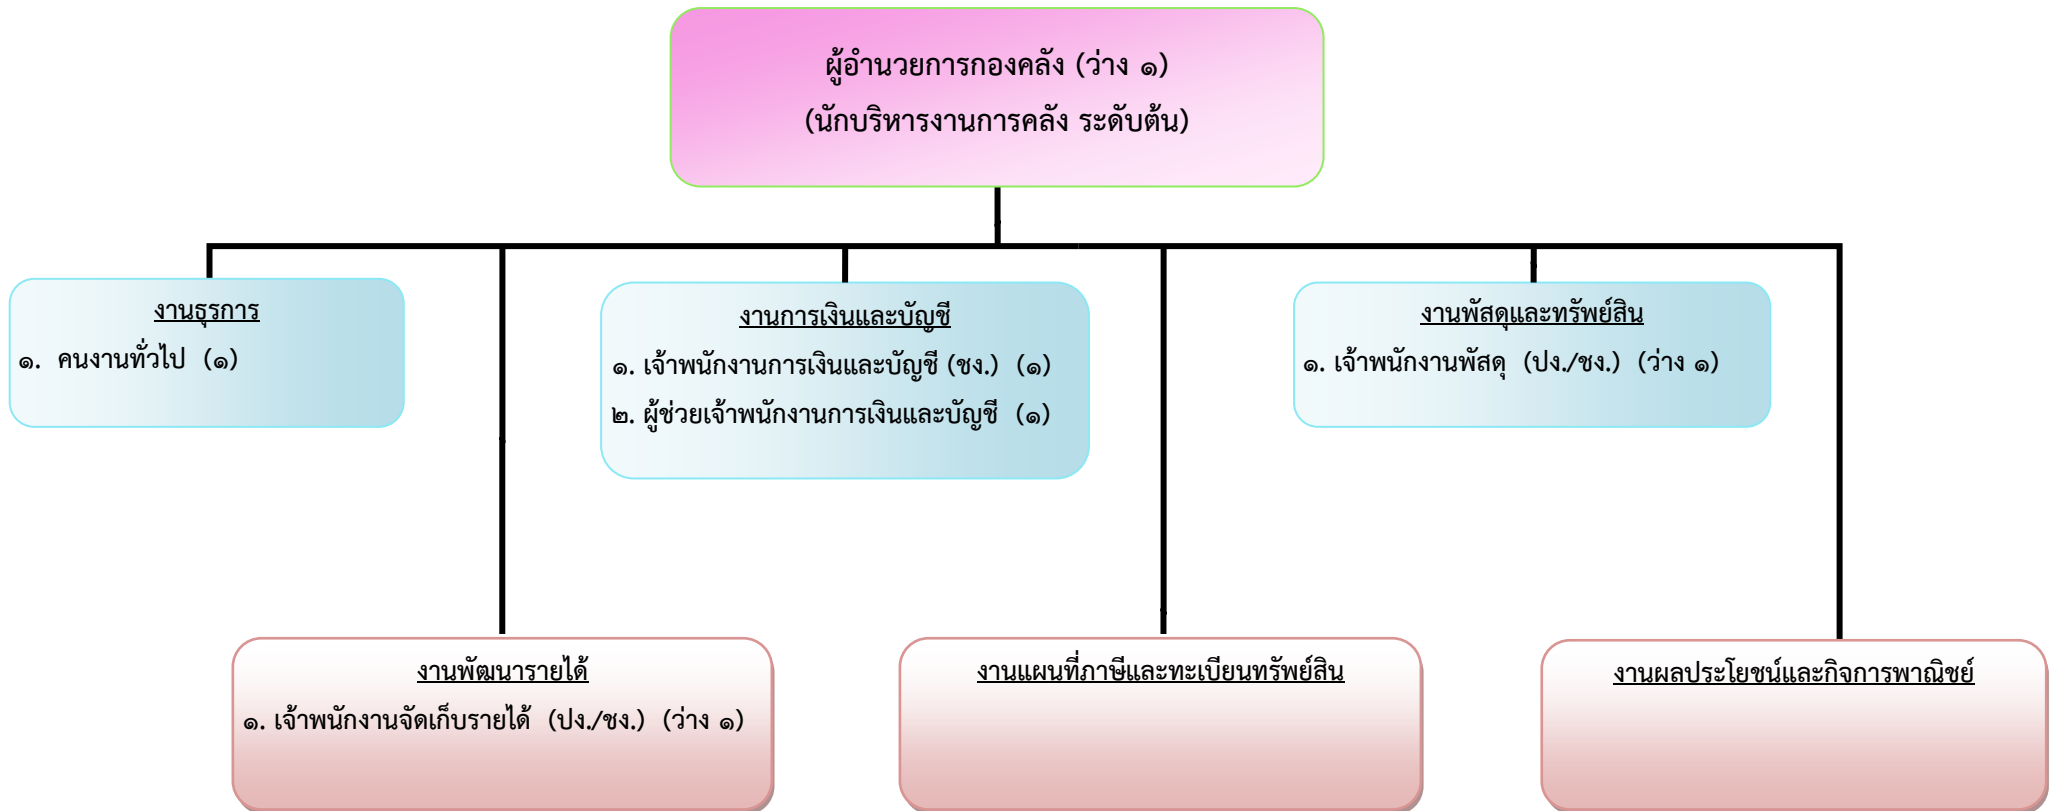 ผู้อำนวยการกองคลัง (ว่าง ๑)
(นักบริหารงานการคลัง ระดับต้น)
งานธุรการ
๑. คนงานทั่วไป (๑)
งานการเงินและบัญชี
๑. เจ้าพนักงานการเงินและบัญชี (ชง.) (๑)
๒. ผู้ช่วยเจ้าพนักงานการเงินและบัญชี (๑)
งานพัสดุและทรัพย์สิน
๑. เจ้าพนักงานพัสดุ (ปง./ชง.) (ว่าง ๑)
งานพัฒนารายได้
๑. เจ้าพนักงานจัดเก็บรายได้ (ปง./ชง.) (ว่าง ๑)
งานแผนที่ภาษีและทะเบียนทรัพย์สิน
งานผลประโยชน์และกิจการพาณิชย์